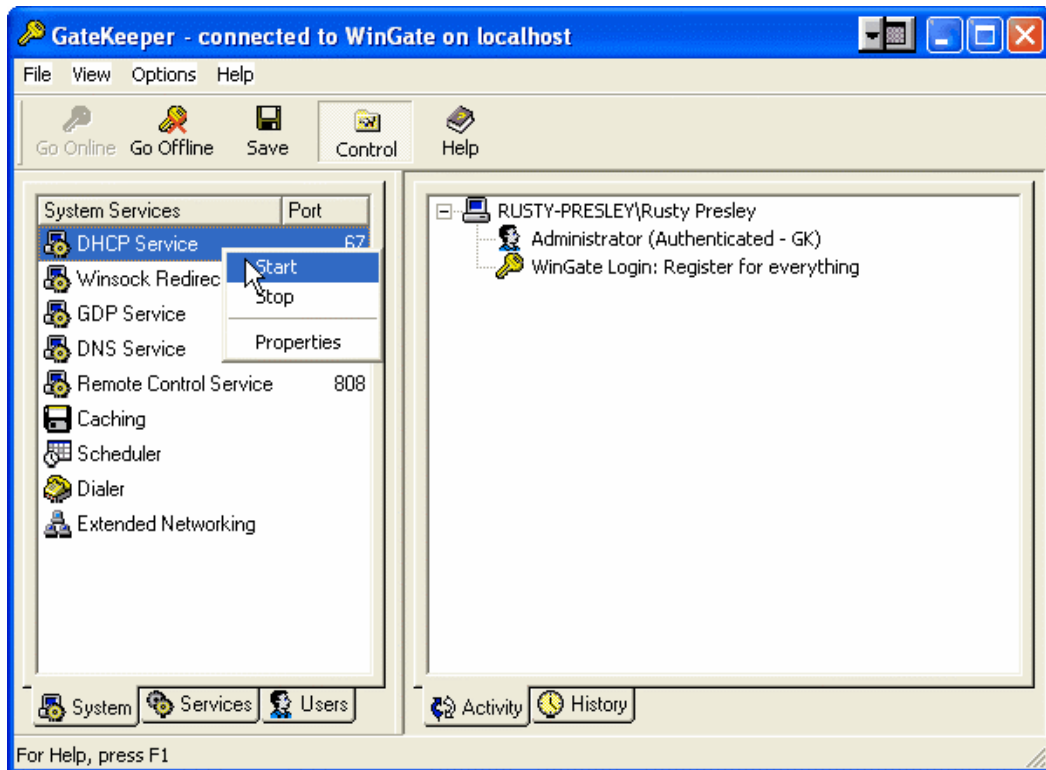 GateKeeper - connected to WinGate on localhost
File View Options Help
Go Online Go Offline Save Control Help
System Services Port
DHCP Service 67
Start
Winsock Redirec
Stop
GDP Service
Properties
DNS Service
Remote Control Service 808
Caching
Scheduler
Dialer
Extended Networking
RUSTY-PRESLEY\Rusty Presley
Administrator (Authenticated - GK)
WinGate Login: Register for everything
System Services Users
Activity History
For Help, press F1